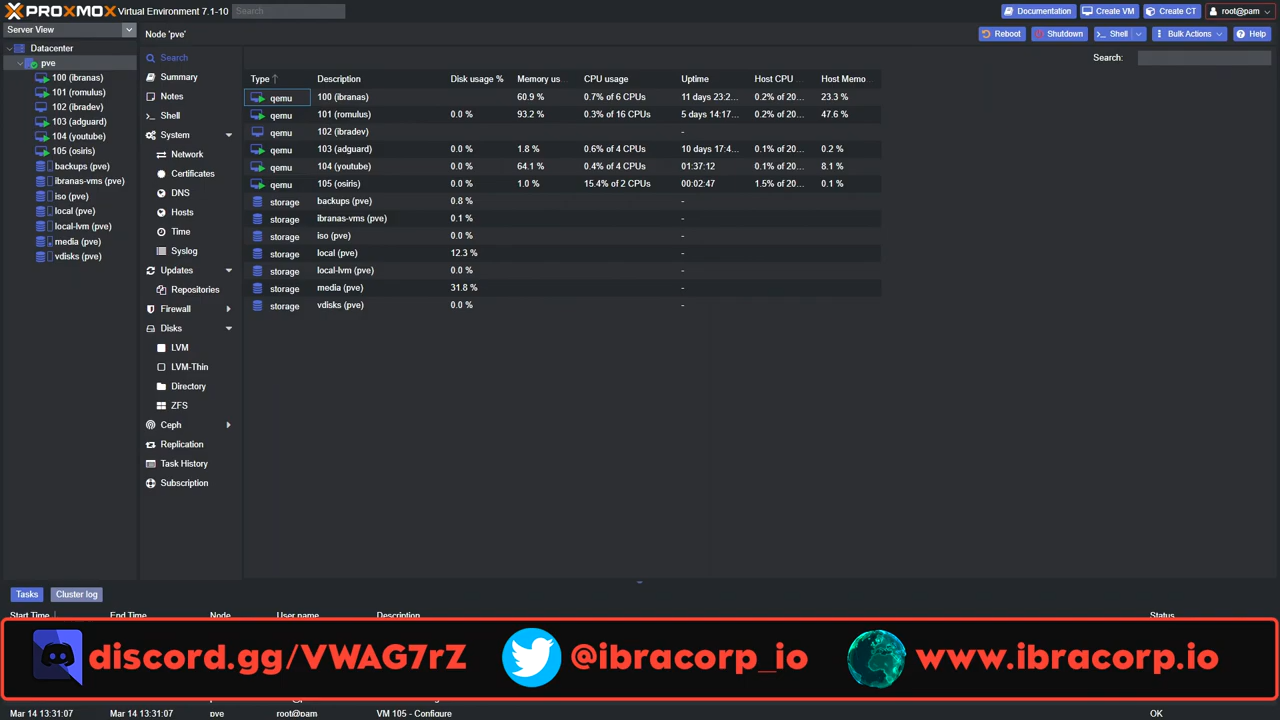 PROXMOX Virtual Environment 7.1-10 Search Documentation Create VM Create CT root@pam
Server View
Node 'pve' Reboot Shutdown Shell Bulk Actions Help
Datacenter
pve
100 (ibranas)
101 (romulus)
102 (ibradev)
103 (adguard)
104 (youtube)
105 (osiris)
backups (pve)
ibranas-vms (pve)
iso (pve)
local (pve)
local-lvm (pve)
media (pve)
vdisks (pve)
Search
Summary
Notes
Shell
System
Network
Certificates
DNS
Hosts
Time
Syslog
Updates
Repositories
Firewall
Disks
LVM
LVM-Thin
Directory
ZFS
Ceph
Replication
Task History
Subscription
Search:
Type Description Disk usage % Memory us... CPU usage Uptime Host CPU ... Host Memo...
qemu 100 (ibranas) 60.9 % 0.7% of 6 CPUs 11 days 23:2... 0.2% of 20... 23.3 %
qemu 101 (romulus) 0.0 % 93.2 % 0.3% of 16 CPUs 5 days 14:17... 0.2% of 20... 47.6 %
qemu 102 (ibradev) -
qemu 103 (adguard) 0.0 % 1.8 % 0.6% of 4 CPUs 10 days 17:4... 0.1% of 20... 0.2 %
qemu 104 (youtube) 0.0 % 64.1 % 0.4% of 4 CPUs 01:37:12 0.1% of 20... 8.1 %
qemu 105 (osiris) 0.0 % 1.0 % 15.4% of 2 CPUs 00:02:47 1.5% of 20... 0.1 %
storage backups (pve) 0.8 % -
storage ibranas-vms (pve) 0.1 % -
storage iso (pve) 0.0 % -
storage local (pve) 12.3 % -
storage local-lvm (pve) 0.0 % -
storage media (pve) 31.8 % -
storage vdisks (pve) 0.0 % -
Tasks Cluster log
Start Time End Time Node User name Description Status
discord.gg/VWAG7rZ @ibracorp_io www.ibracorp.io
Mar 14 13:31:07 Mar 14 13:31:07 pve root@pam VM 105 - Configure OK